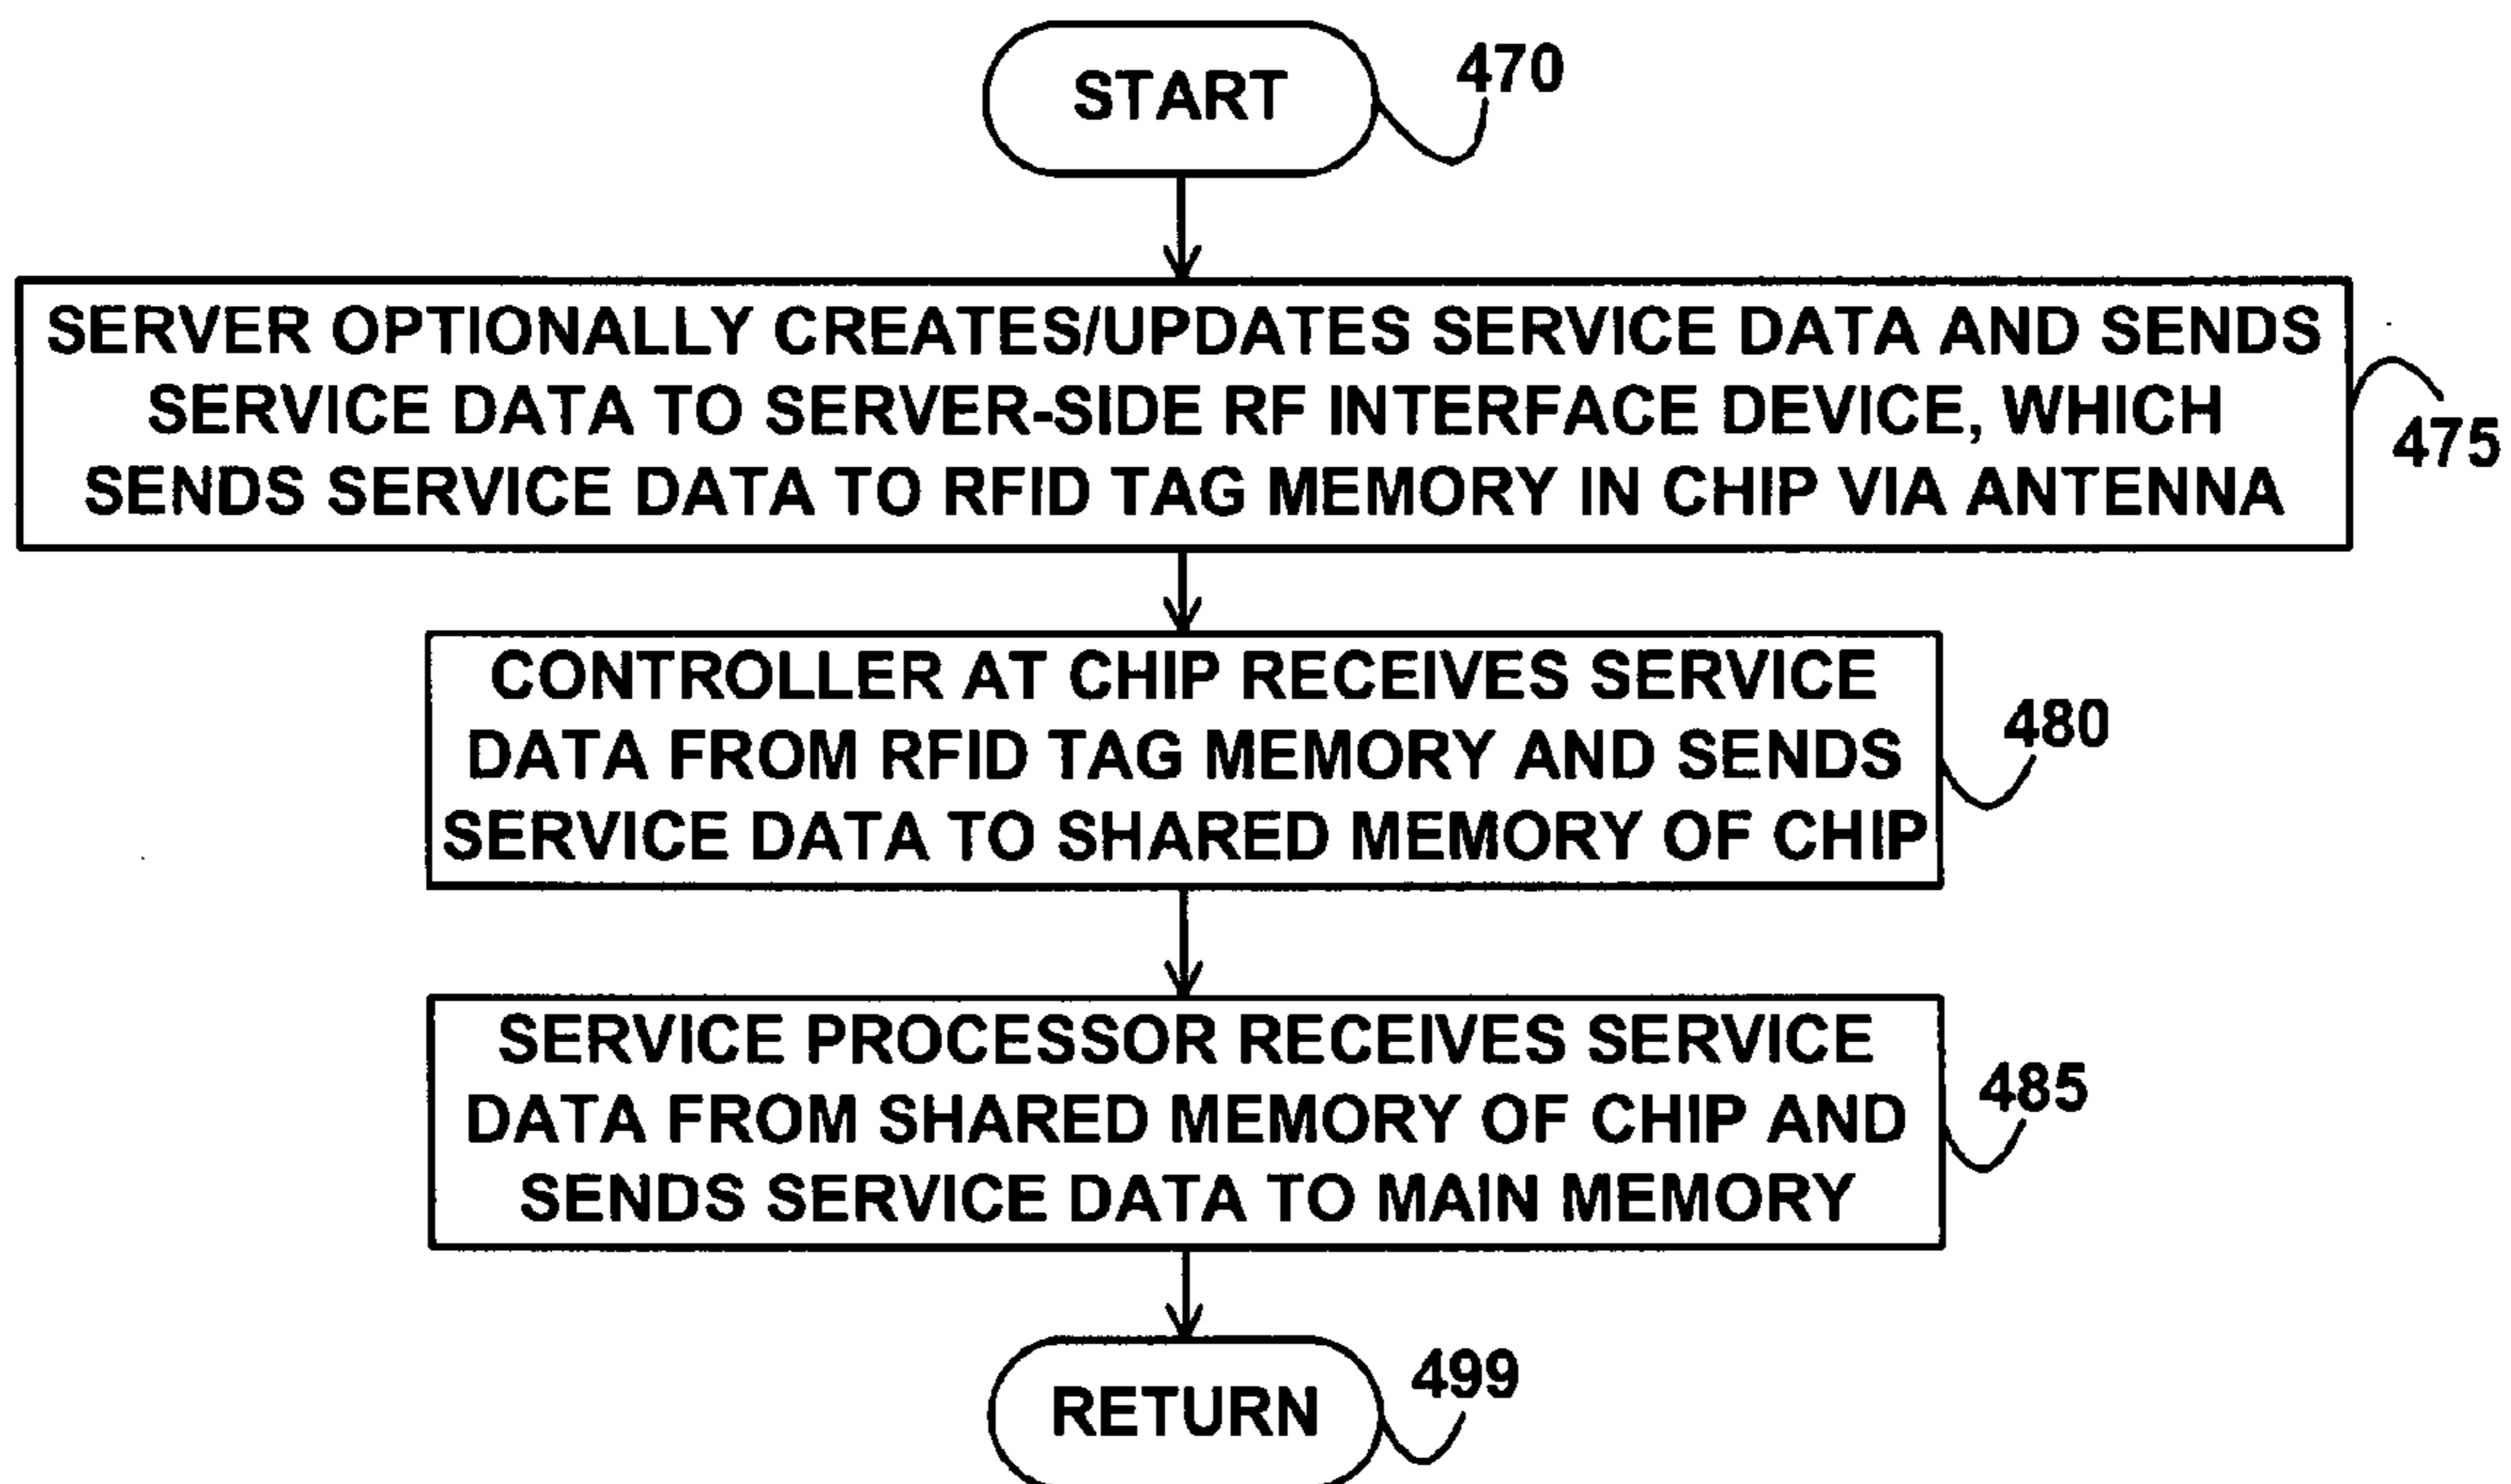 START
470
SERVER OPTIONALLY CREATES/UPDATES SERVICE DATA AND SENDS
SERVICE DATA TO SERVER-SIDE RF INTERFACE DEVICE, WHICH
SENDS SERVICE DATA TO RFID TAG MEMORY IN CHIP VIA ANTENNA
475
CONTROLLER AT CHIP RECEIVES SERVICE
DATA FROM RFID TAG MEMORY AND SENDS
SERVICE DATA TO SHARED MEMORY OF CHIP
480
SERVICE PROCESSOR RECEIVES SERVICE
DATA FROM SHARED MEMORY OF CHIP AND
SENDS SERVICE DATA TO MAIN MEMORY
485
RETURN
499